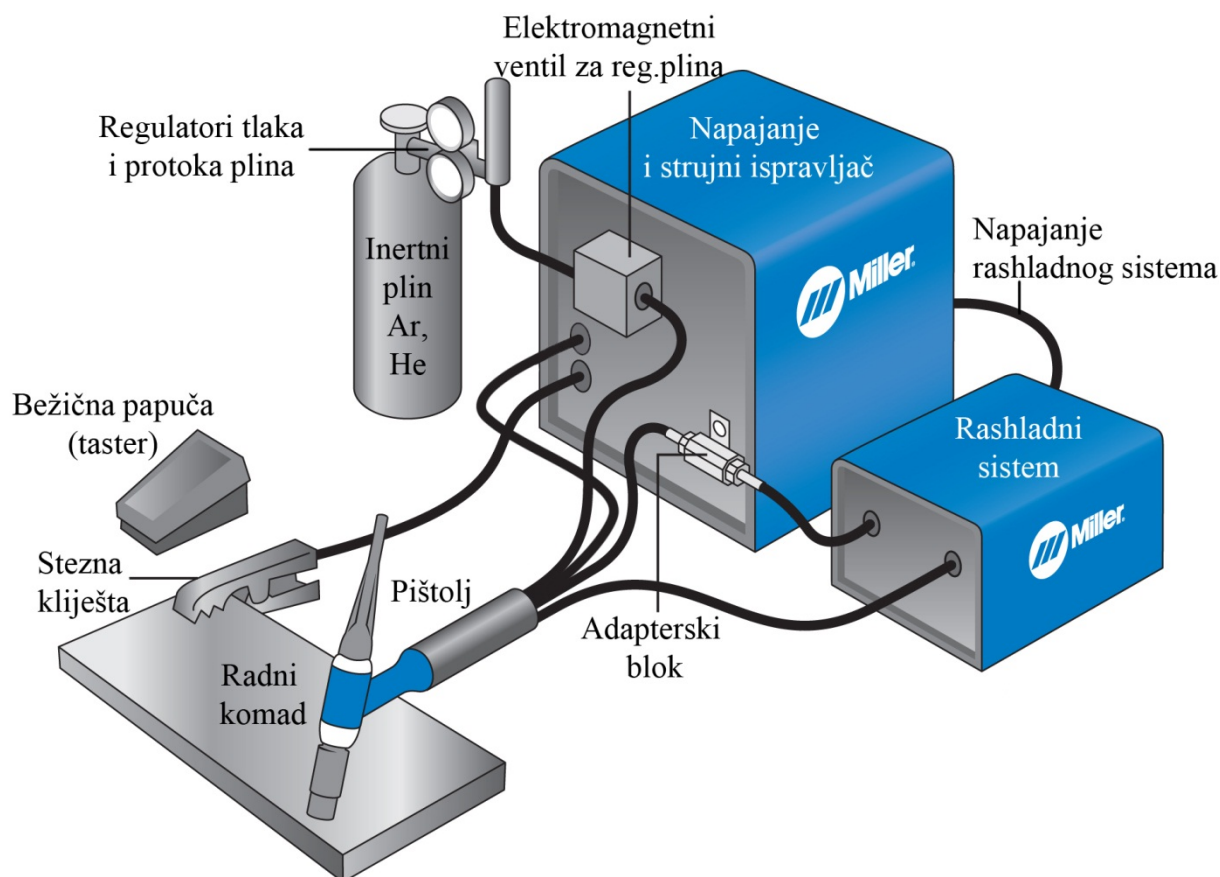 Elektromagnetni
ventil za reg.plina
Regulatori tlaka
i protoka plina
Napajanje
i strujni ispravljač
Napajanje
rashladnog sistema
Inertni
plin
Ar,
He
Miller®
Bežična papuča
(taster)
Rashladni
sistem
Miller®
Stezna
kliješta
Pištolj
Adapterski
blok
Radni
komad